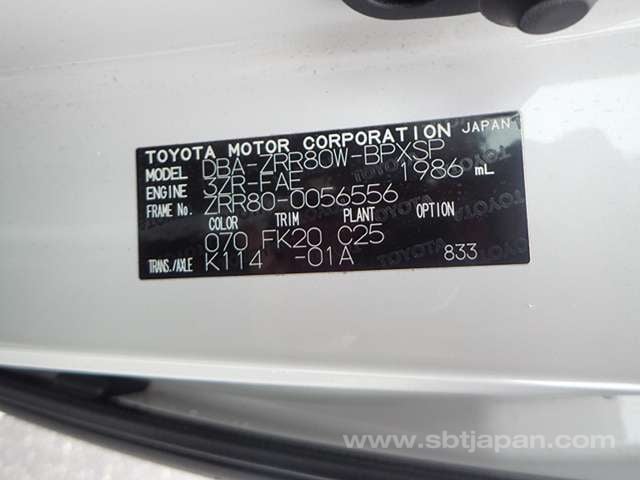 TOYOTA MOTOR CORPORATION JAPAN
MODEL DBA-ZRR80W-BPXSP
ENGINE 3ZR-FAE 1986 mL
FRAME No. ZRR80-0056556
COLOR TRIM PLANT OPTION
070 FK20 C25
TRANS./AXLE K114 -01A 833
www.sbtjapan.com